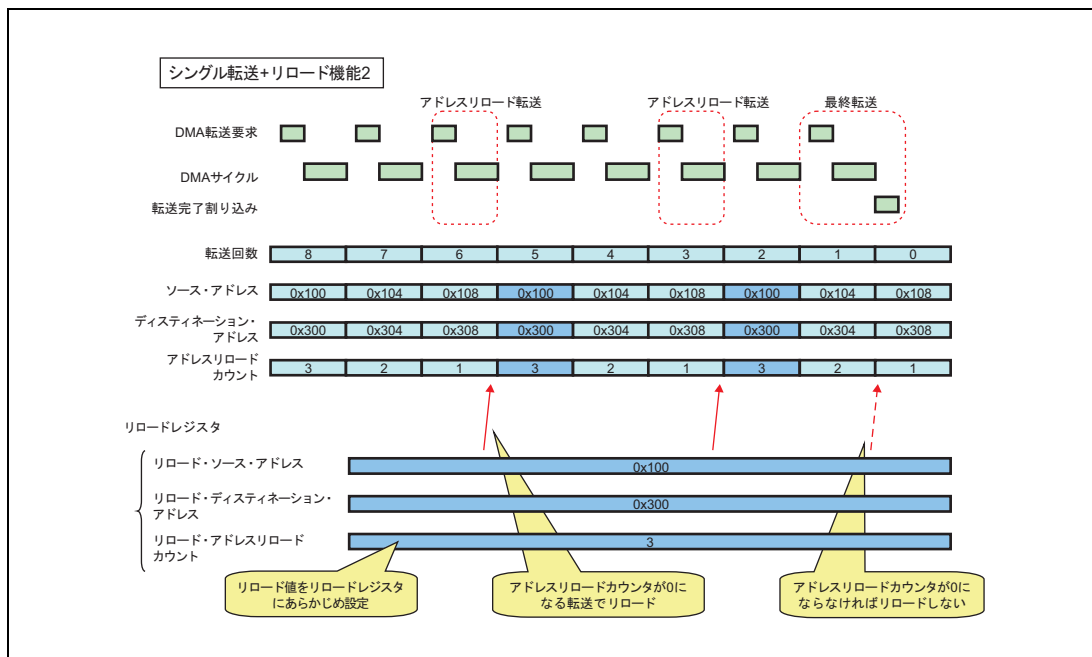 シングル転送+リロード機能2
アドレスリロード転送 アドレスリロード転送 最終転送
DMA転送要求
DMAサイクル
転送完了割り込み
転送回数 8 7 6 5 4 3 2 1 0
ソース・アドレス 0x100 0x104 0x108 0x100 0x104 0x108 0x100 0x104 0x108
ディスティネーション・
アドレス 0x300 0x304 0x308 0x300 0x304 0x308 0x300 0x304 0x308
アドレスリロード
カウント 3 2 1 3 2 1 3 2 1
リロードレジスタ
リロード・ソース・アドレス 0x100
リロード・ディスティネーション・
アドレス 0x300
リロード・アドレスリロード
カウント 3
リロード値をリロードレジスタ
にあらかじめ設定
アドレスリロードカウンタが0に
なる転送でリロード
アドレスリロードカウンタが0に
ならなければリロードしない